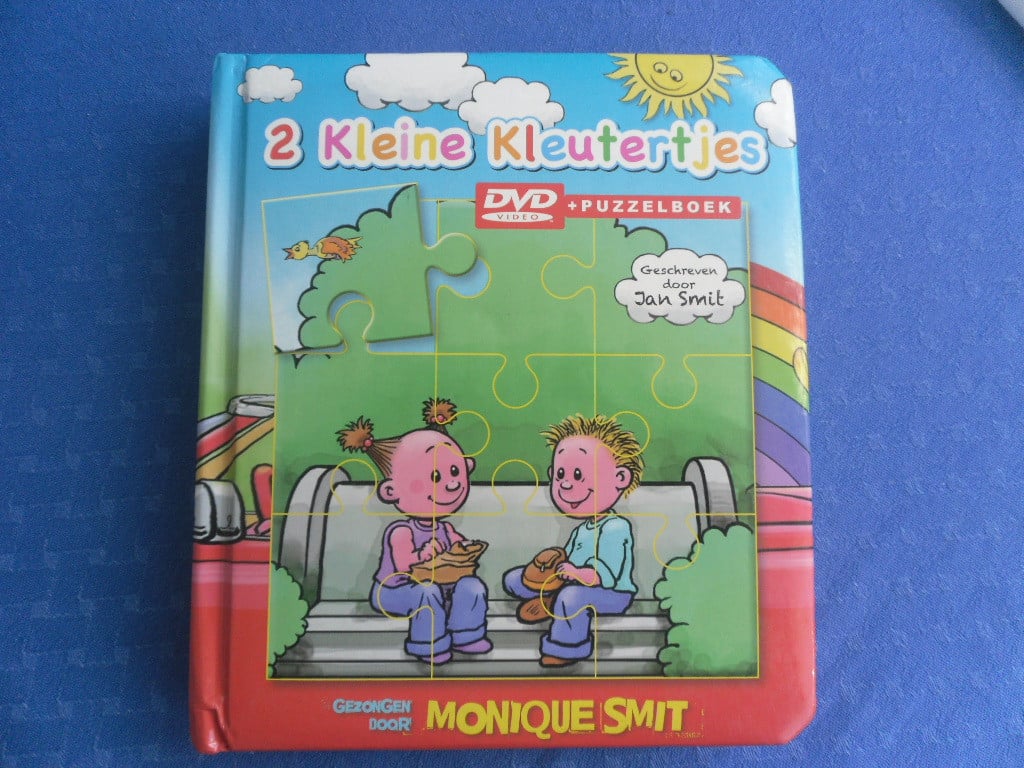 2 Kleine Kleutertjes
DVD
VIDEO
+PUZZELBOEK
Geschreven
door
Jan Smit
GEZONGEN
DOOR
MONIQUE SMIT